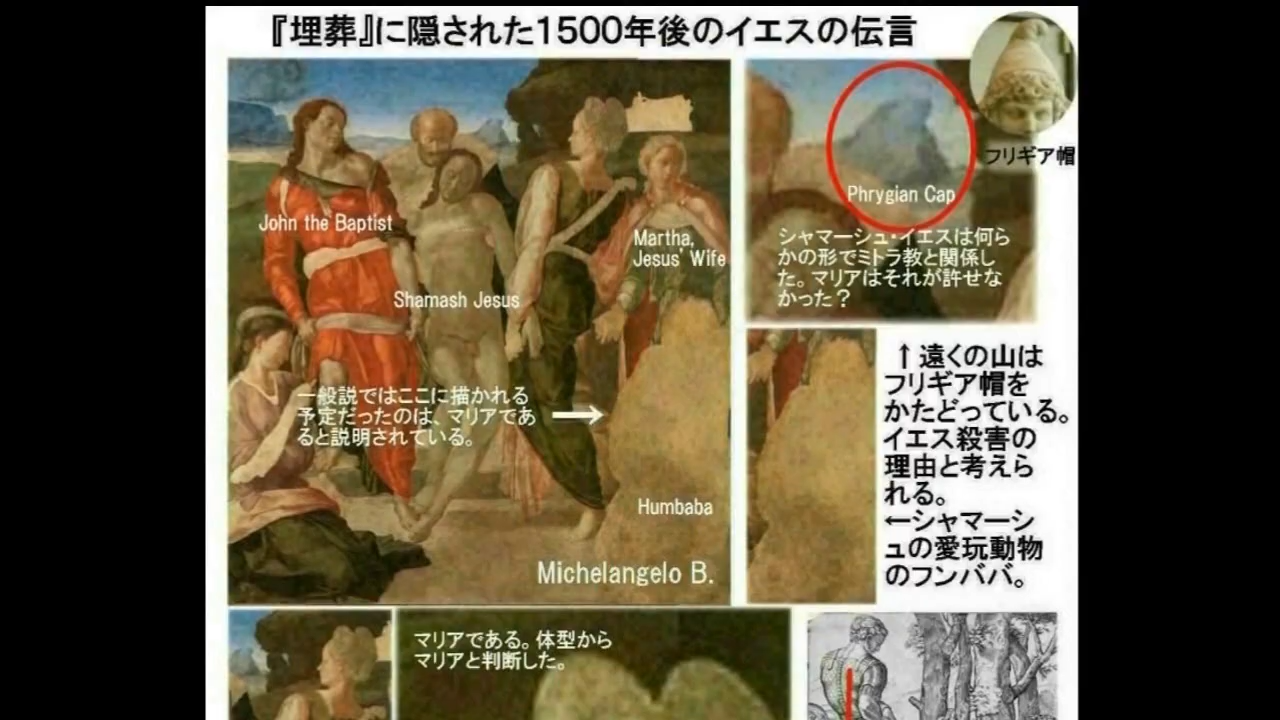 『埋葬』に隠された1500年後のイエスの伝言
フリギア帽
John the Baptist
Martha,
Jesus' Wife
Shamash Jesus
一般説ではここに描かれる
予定だったのは、マリアであ
ると説明されている。
Humbaba
Michelangelo B.
Phrygian Cap
シャマーシュ・イエスは何ら
かの形でミトラ教と関係し
た。マリアはそれが許せな
かった？
↑遠くの山は
フリギア帽を
かたどっている。
イエス殺害の
理由と考えら
れる。
←シャマーシ
ュの愛玩動物
のフンババ。
マリアである。体型から
マリアと判断した。